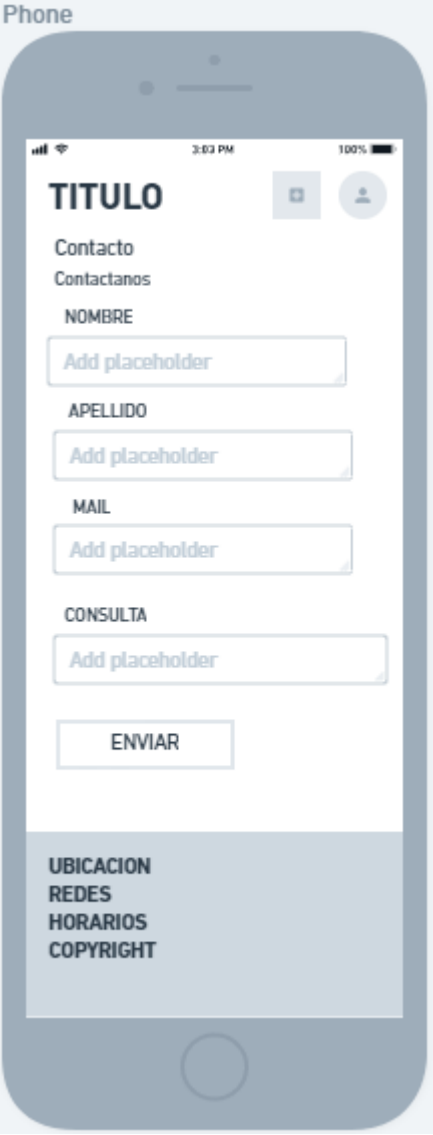 Phone
3:03 PM 100%
TITULO
Contacto
Contactanos
NOMBRE
Add placeholder
APELLIDO
Add placeholder
MAIL
Add placeholder
CONSULTA
Add placeholder
ENVIAR
UBICACION
REDES
HORARIOS
COPYRIGHT